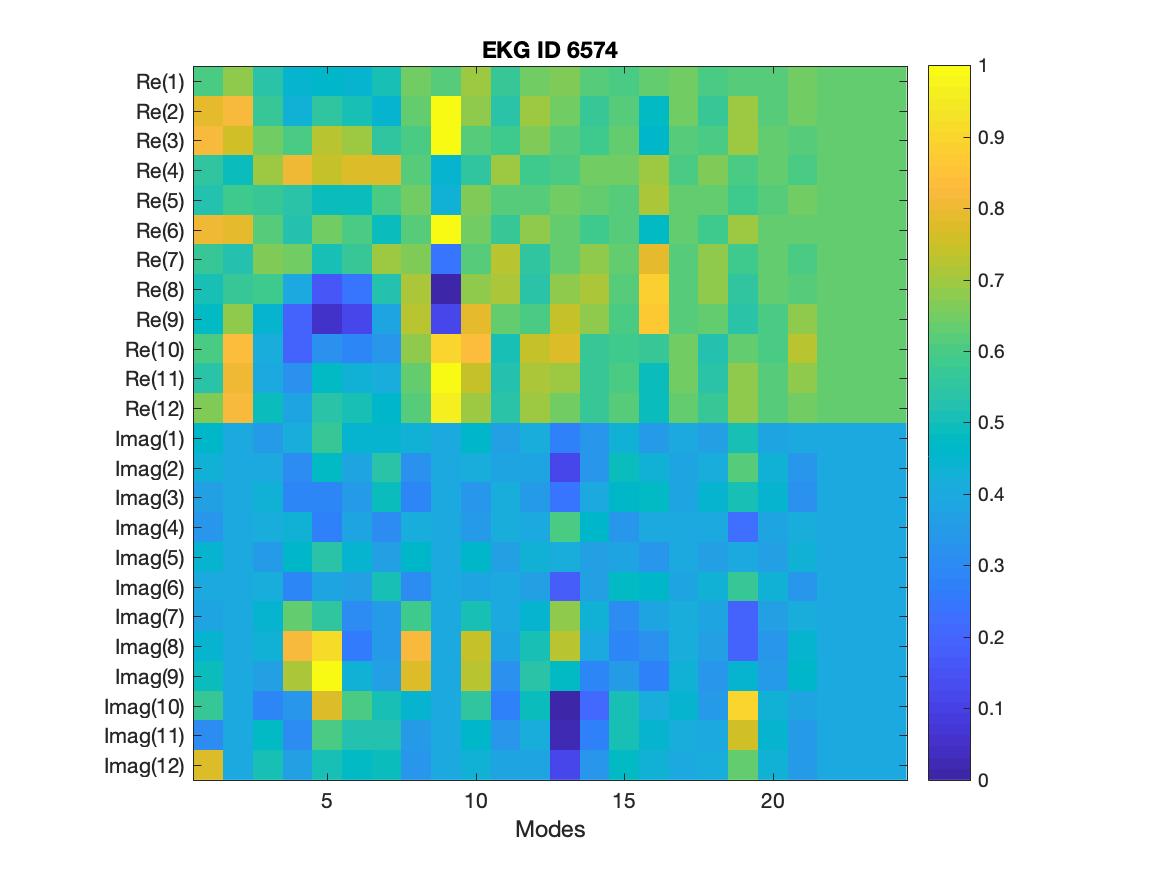 EKG ID 6574
Re(1)
Re(2)
Re(3)
Re(4)
Re(5)
Re(6)
Re(7)
Re(8)
Re(9)
Re(10)
Re(11)
Re(12)
Imag(1)
Imag(2)
Imag(3)
Imag(4)
Imag(5)
Imag(6)
Imag(7)
Imag(8)
Imag(9)
Imag(10)
Imag(11)
Imag(12)
5 10 15 20
Modes
1
0.9
0.8
0.7
0.6
0.5
0.4
0.3
0.2
0.1
0